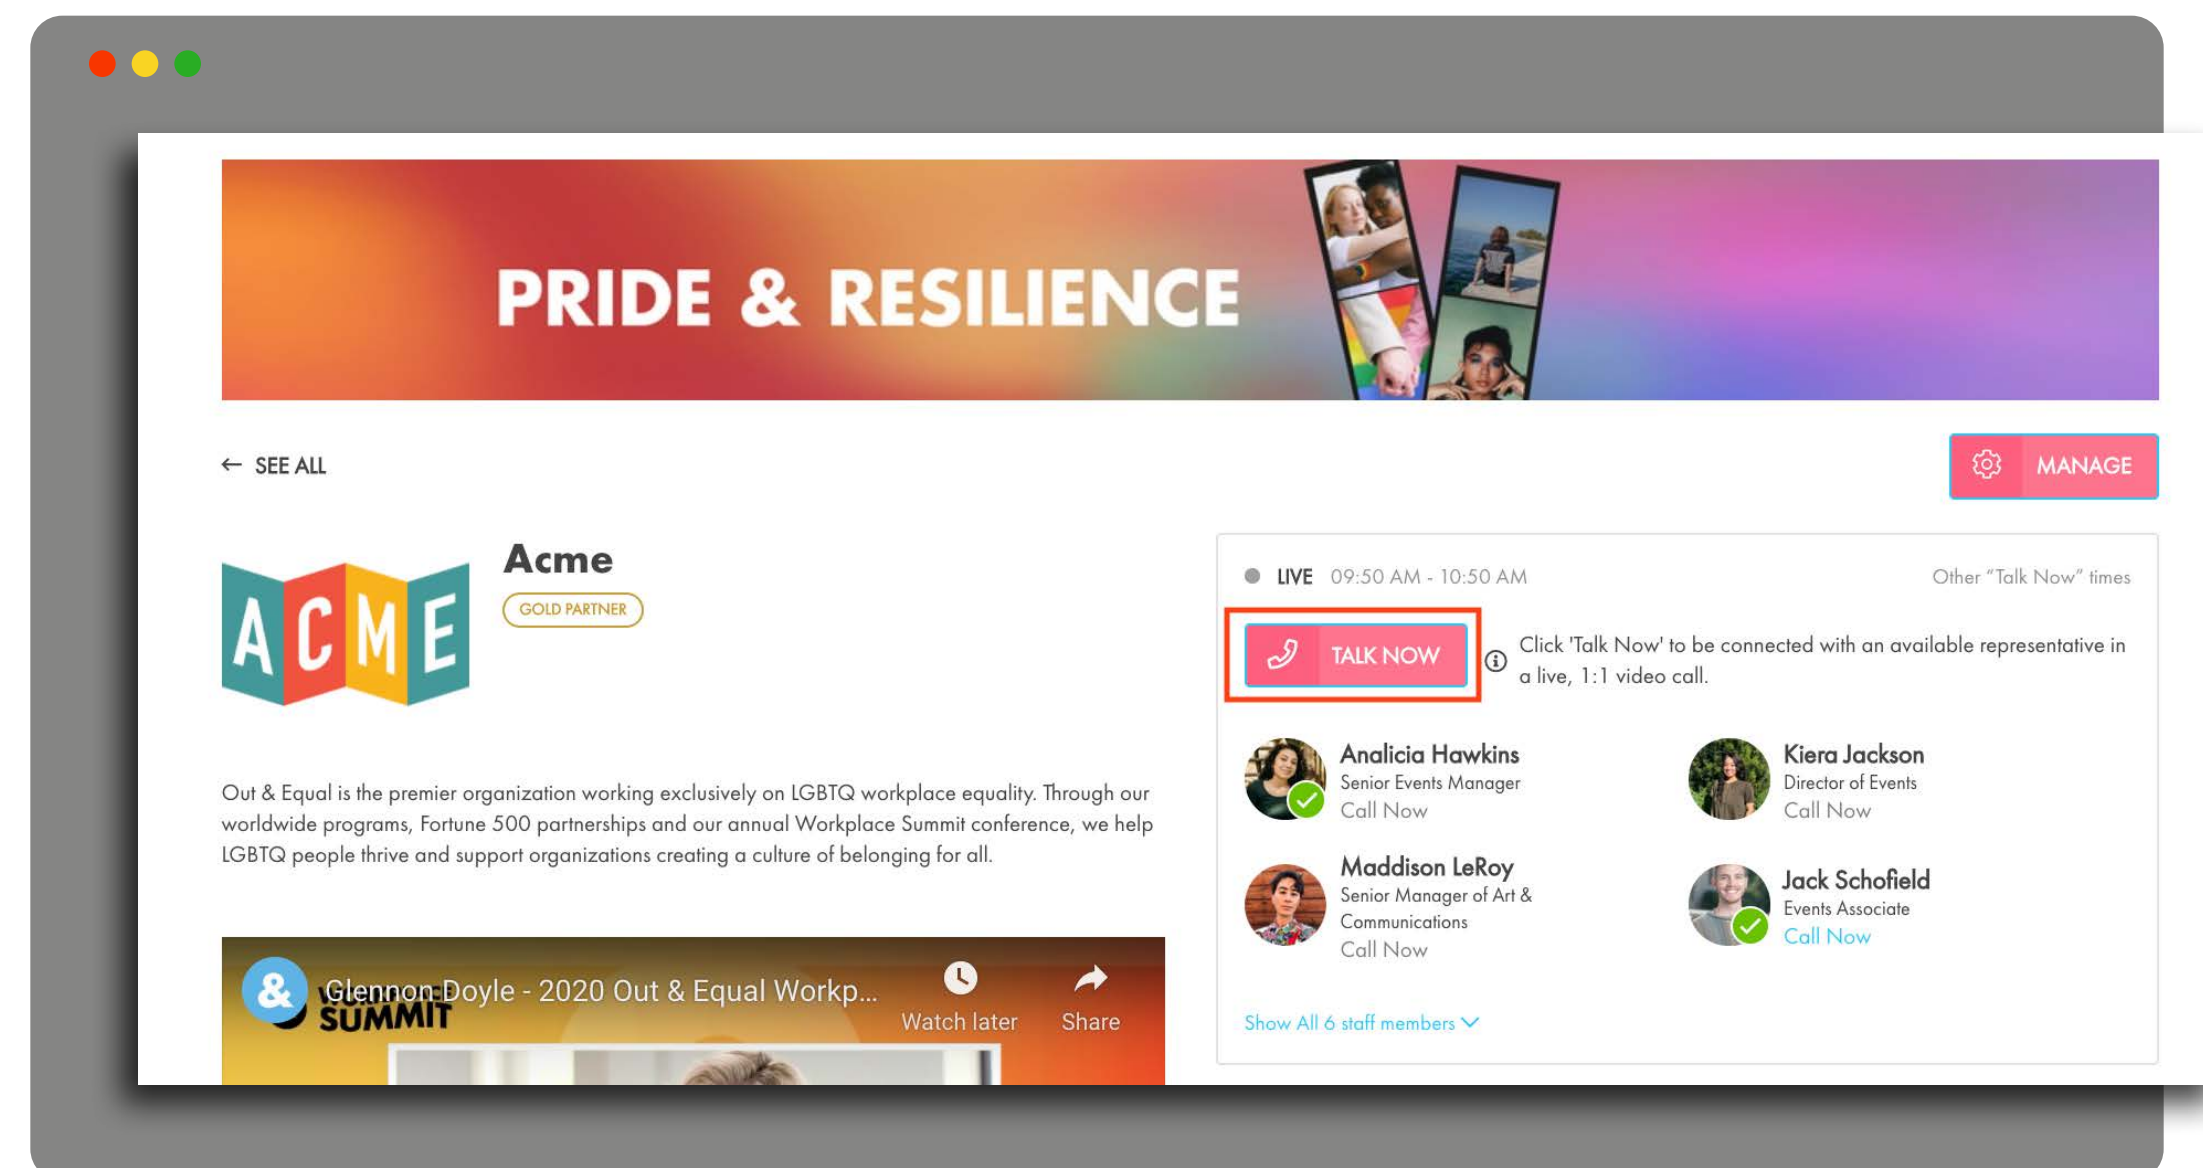 PRIDE & RESILIENCE
← SEE ALL
MANAGE
ACME
Acme
GOLD PARTNER
Out & Equal is the premier organization working exclusively on LGBTQ workplace equality. Through our
worldwide programs, Fortune 500 partnerships and our annual Workplace Summit conference, we help
LGBTQ people thrive and support organizations creating a culture of belonging for all.
&
Glennon Doyle - 2020 Out & Equal Workp...
SUMMIT
Watch later
Share
LIVE 09:50 AM - 10:50 AM
Other "Talk Now" times
TALK NOW
Click 'Talk Now' to be connected with an available representative in
a live, 1:1 video call.
Analicia Hawkins
Senior Events Manager
Call Now
Kiera Jackson
Director of Events
Call Now
Maddison LeRoy
Senior Manager of Art &
Communications
Call Now
Jack Schofield
Events Associate
Call Now
Show All 6 staff members